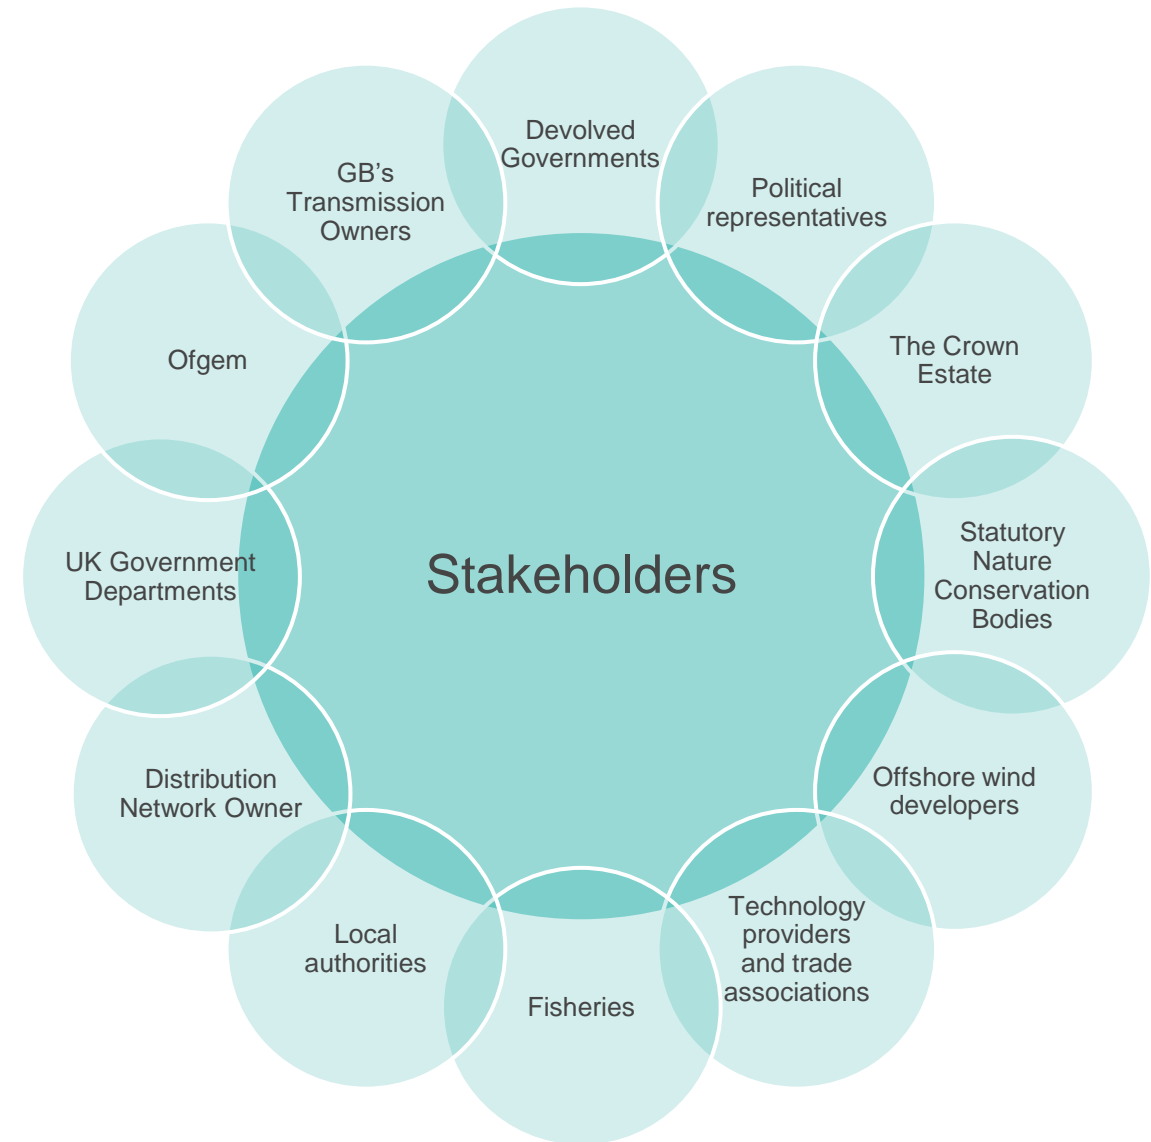 Devolved
Governments
Political
representatives
The Crown
Estate
Statutory
Nature
Conservation
Bodies
Offshore wind
developers
Technology
providers
and trade
associations
Fisheries
Local
authorities
Distribution
Network Owner
UK Government
Departments
Ofgem
GB’s
Transmission
Owners
Stakeholders